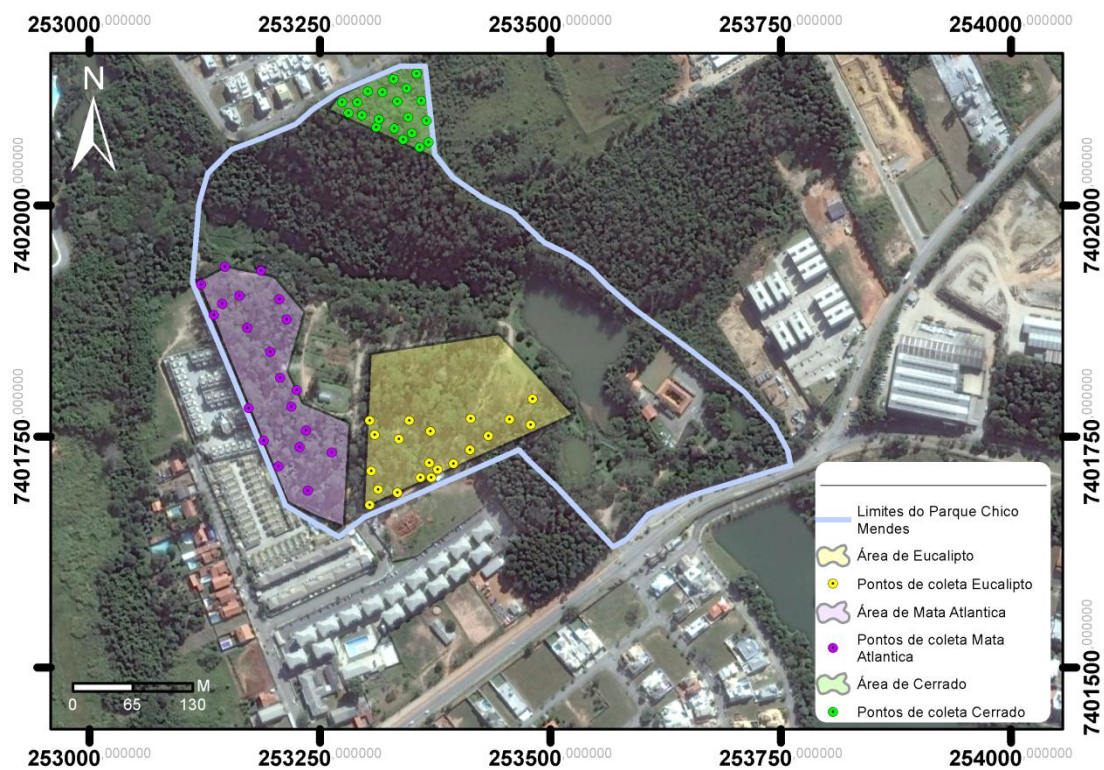 253000,000000 253250,000000 253500,000000 253750,000000 254000,000000
N
7402000,000000
7402000,000000
7401750,000000
7401750,000000
7401500,000000
Limites do Parque Chico
Mendes
Área de Eucalipto
Pontos de coleta Eucalipto
Área de Mata Atlantica
Pontos de coleta Mata
Atlantica
Área de Cerrado
Pontos de coleta Cerrado
M
0 65 130
253000,000000 253250,000000 253500,000000 253750,000000 254000,000000